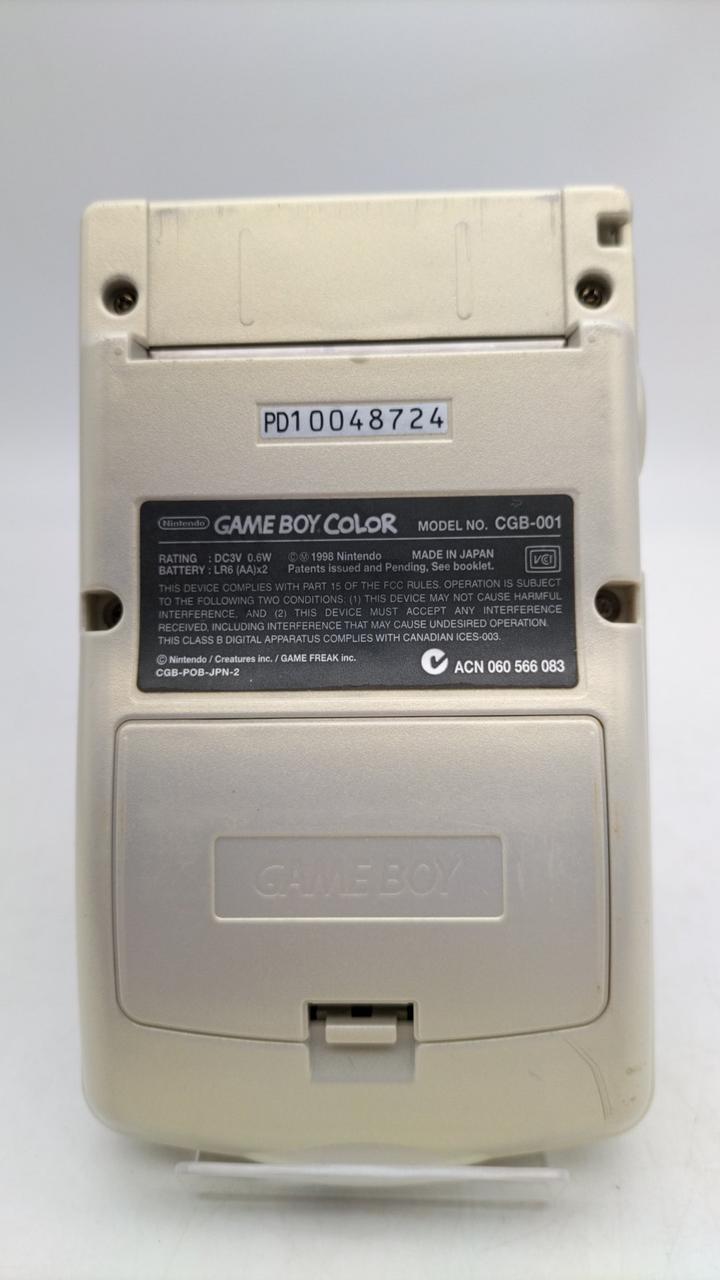 PD10048724
Nintendo GAME BOY COLOR MODEL NO. CGB-001
RATING : DC3V 0.6W ©Ⓜ 1998 Nintendo MADE IN JAPAN
BATTERY : LR6 (AA)x2 Patents issued and Pending, See booklet.
VCI
THIS DEVICE COMPLIES WITH PART 15 OF THE FCC RULES. OPERATION IS SUBJECT
TO THE FOLLOWING TWO CONDITIONS: (1) THIS DEVICE MAY NOT CAUSE HARMFUL
INTERFERENCE, AND (2) THIS DEVICE MUST ACCEPT ANY INTERFERENCE
RECEIVED, INCLUDING INTERFERENCE THAT MAY CAUSE UNDESIRED OPERATION.
THIS CLASS B DIGITAL APPARATUS COMPLIES WITH CANADIAN ICES-003.
© Nintendo / Creatures inc. / GAME FREAK inc.
CGB-POB-JPN-2 ACN 060 566 083
GAME BOY